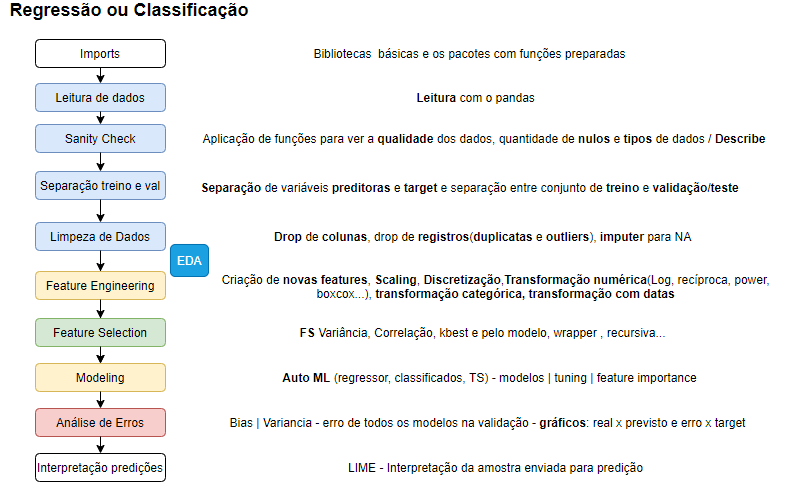 Regressão ou Classificação
Imports
Bibliotecas básicas e os pacotes com funções preparadas
Leitura de dados
Leitura com o pandas
Sanity Check
Aplicação de funções para ver a qualidade dos dados, quantidade de nulos e tipos de dados / Describe
Separação treino e val
Separação de variáveis preditoras e target e separação entre conjunto de treino e validação/teste
Limpeza de Dados
Drop de colunas, drop de registros(duplicatas e outliers), imputer para NA
EDA
Feature Engineering
Criação de novas features, Scaling, Discretização,Transformação numérica(Log, recíproca, power,
boxcox...), transformação categórica, transformação com datas
Feature Selection
FS Variância, Correlação, kbest e pelo modelo, wrapper , recursiva...
Modeling
Auto ML (regressor, classificados, TS) - modelos | tuning | feature importance
Análise de Erros
Bias | Variancia - erro de todos os modelos na validação - gráficos: real x previsto e erro x target
Interpretação predições
LIME - Interpretação da amostra enviada para predição